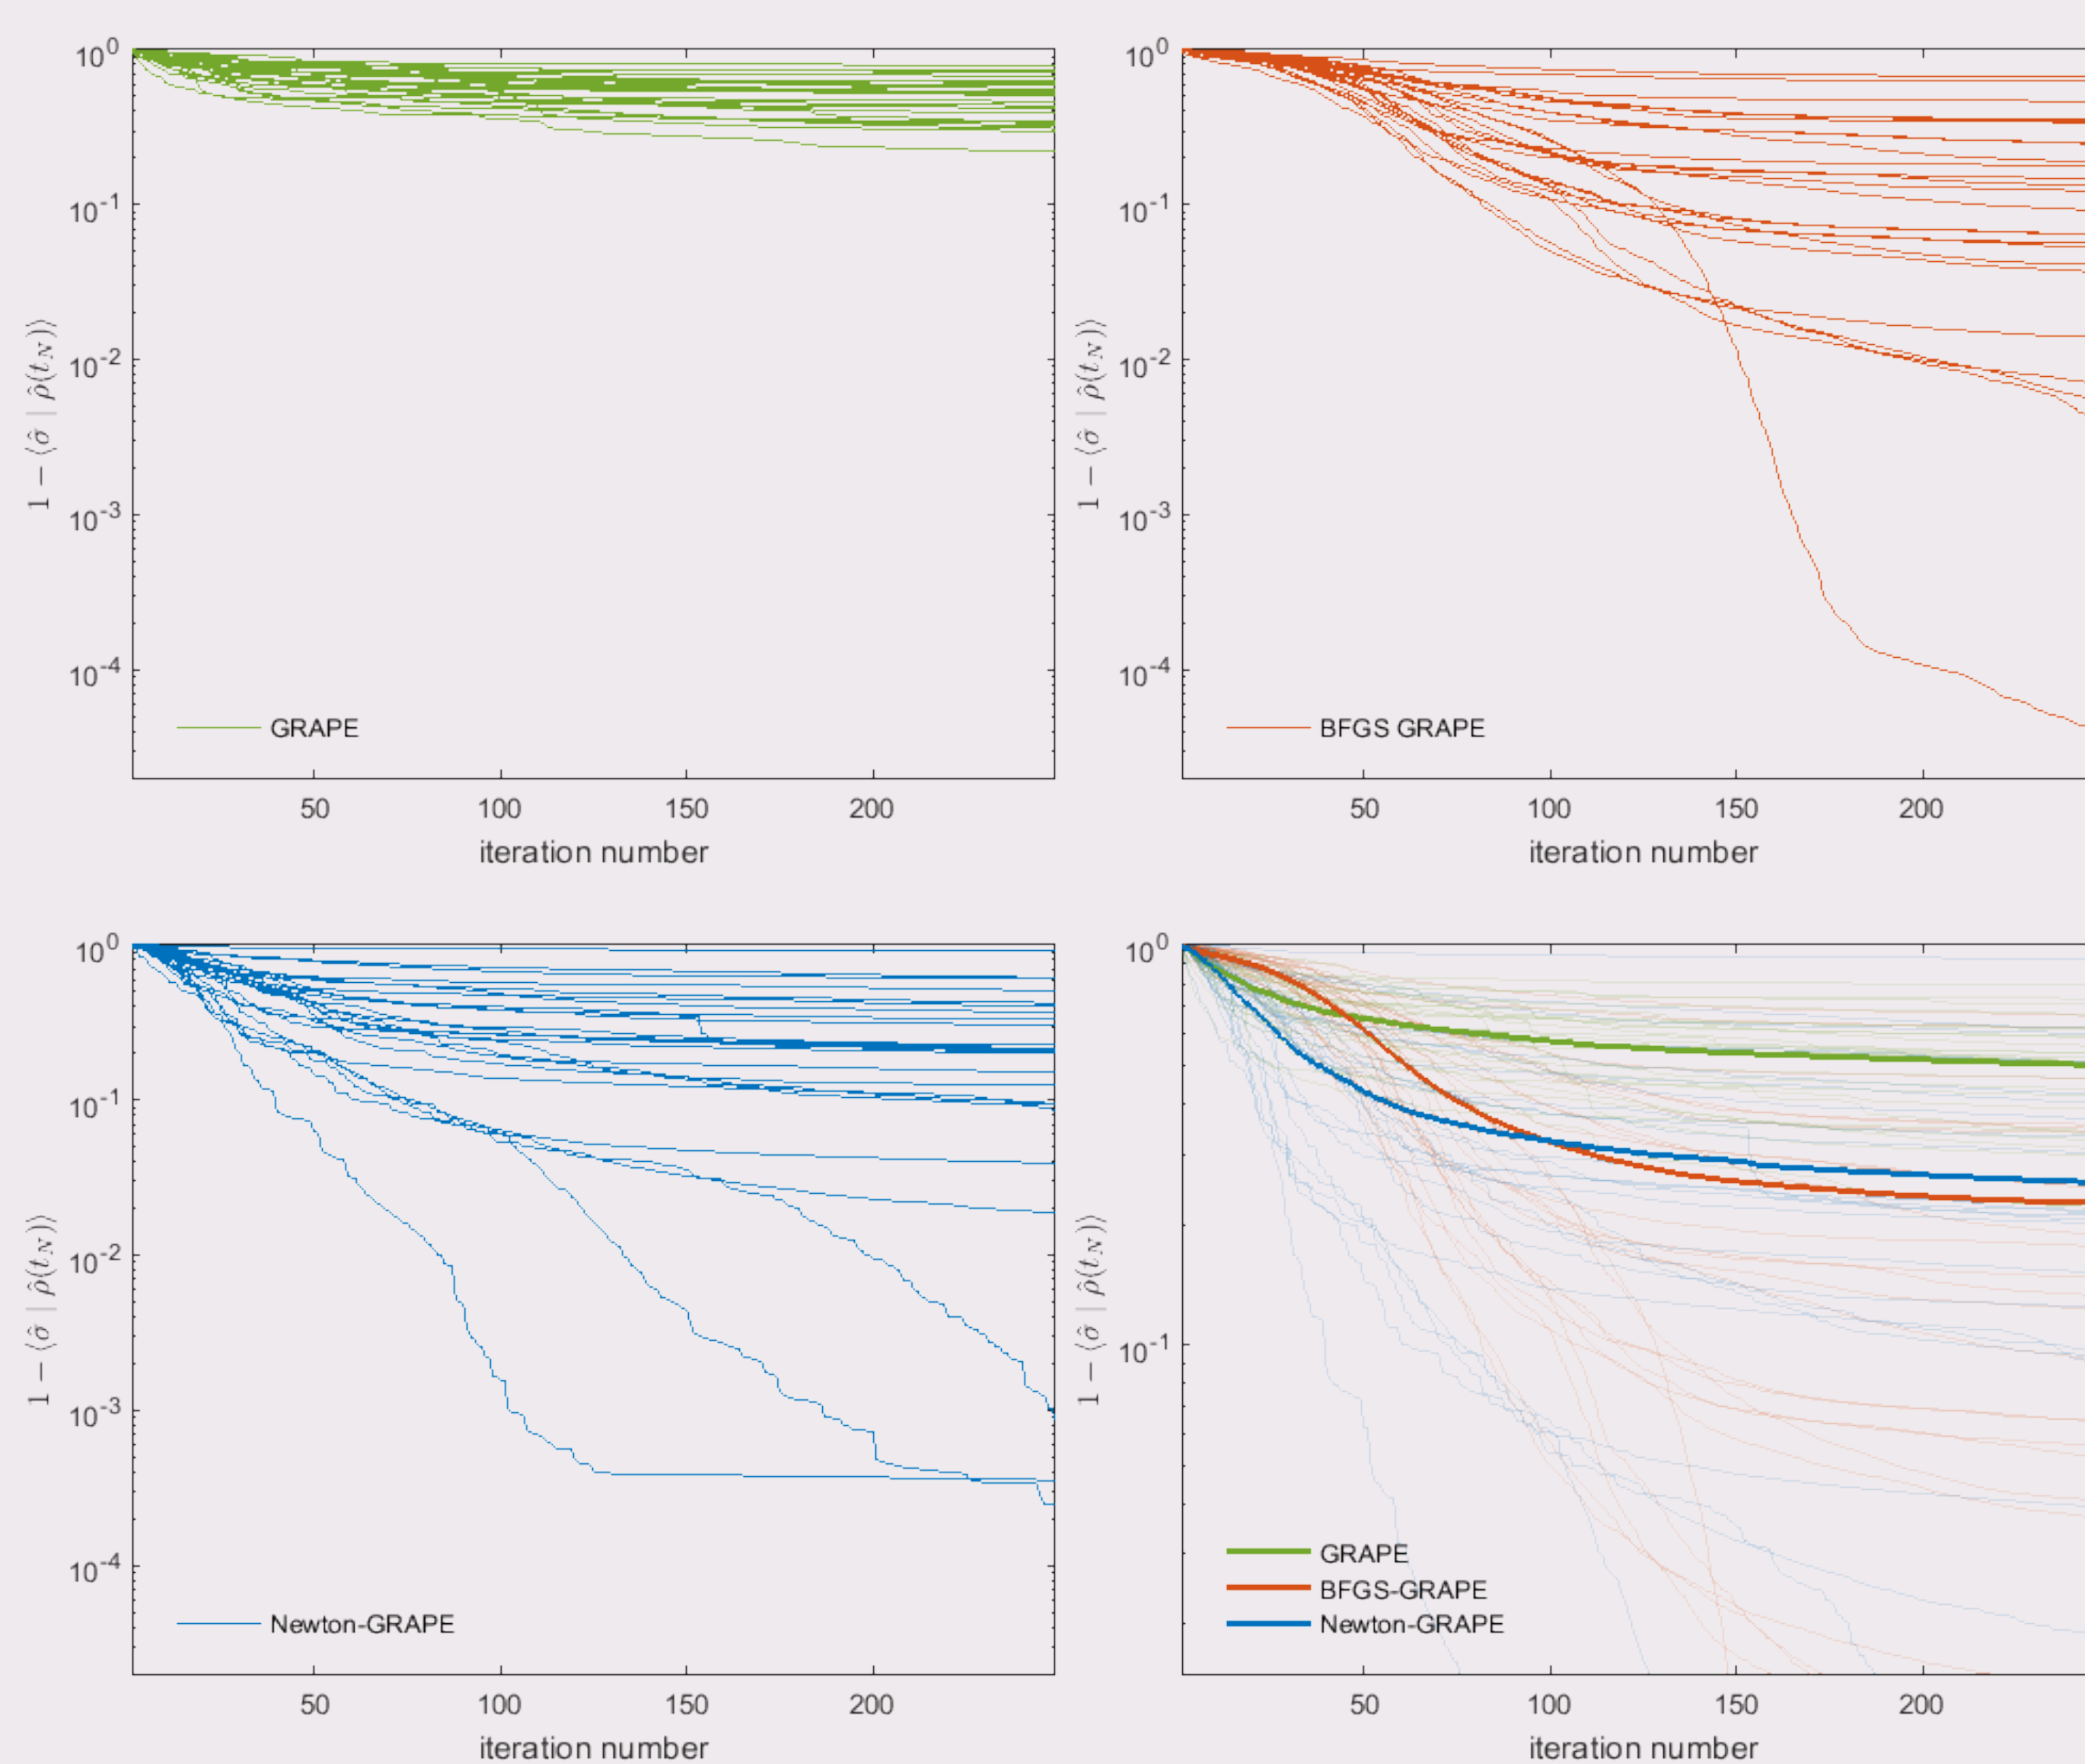 10^0
10^-1
10^-2
10^-3
10^-4
1 − ⟨σ̂ | ρ̂(t_N)⟩
GRAPE
50 100 150 200
iteration number
10^0
10^-1
10^-2
10^-3
10^-4
1 − ⟨σ̂ | ρ̂(t_N)⟩
BFGS GRAPE
50 100 150 200
iteration number
10^0
10^-1
10^-2
10^-3
10^-4
1 − ⟨σ̂ | ρ̂(t_N)⟩
Newton-GRAPE
50 100 150 200
iteration number
10^0
10^-1
1 − ⟨σ̂ | ρ̂(t_N)⟩
GRAPE
BFGS-GRAPE
Newton-GRAPE
50 100 150 200
iteration number